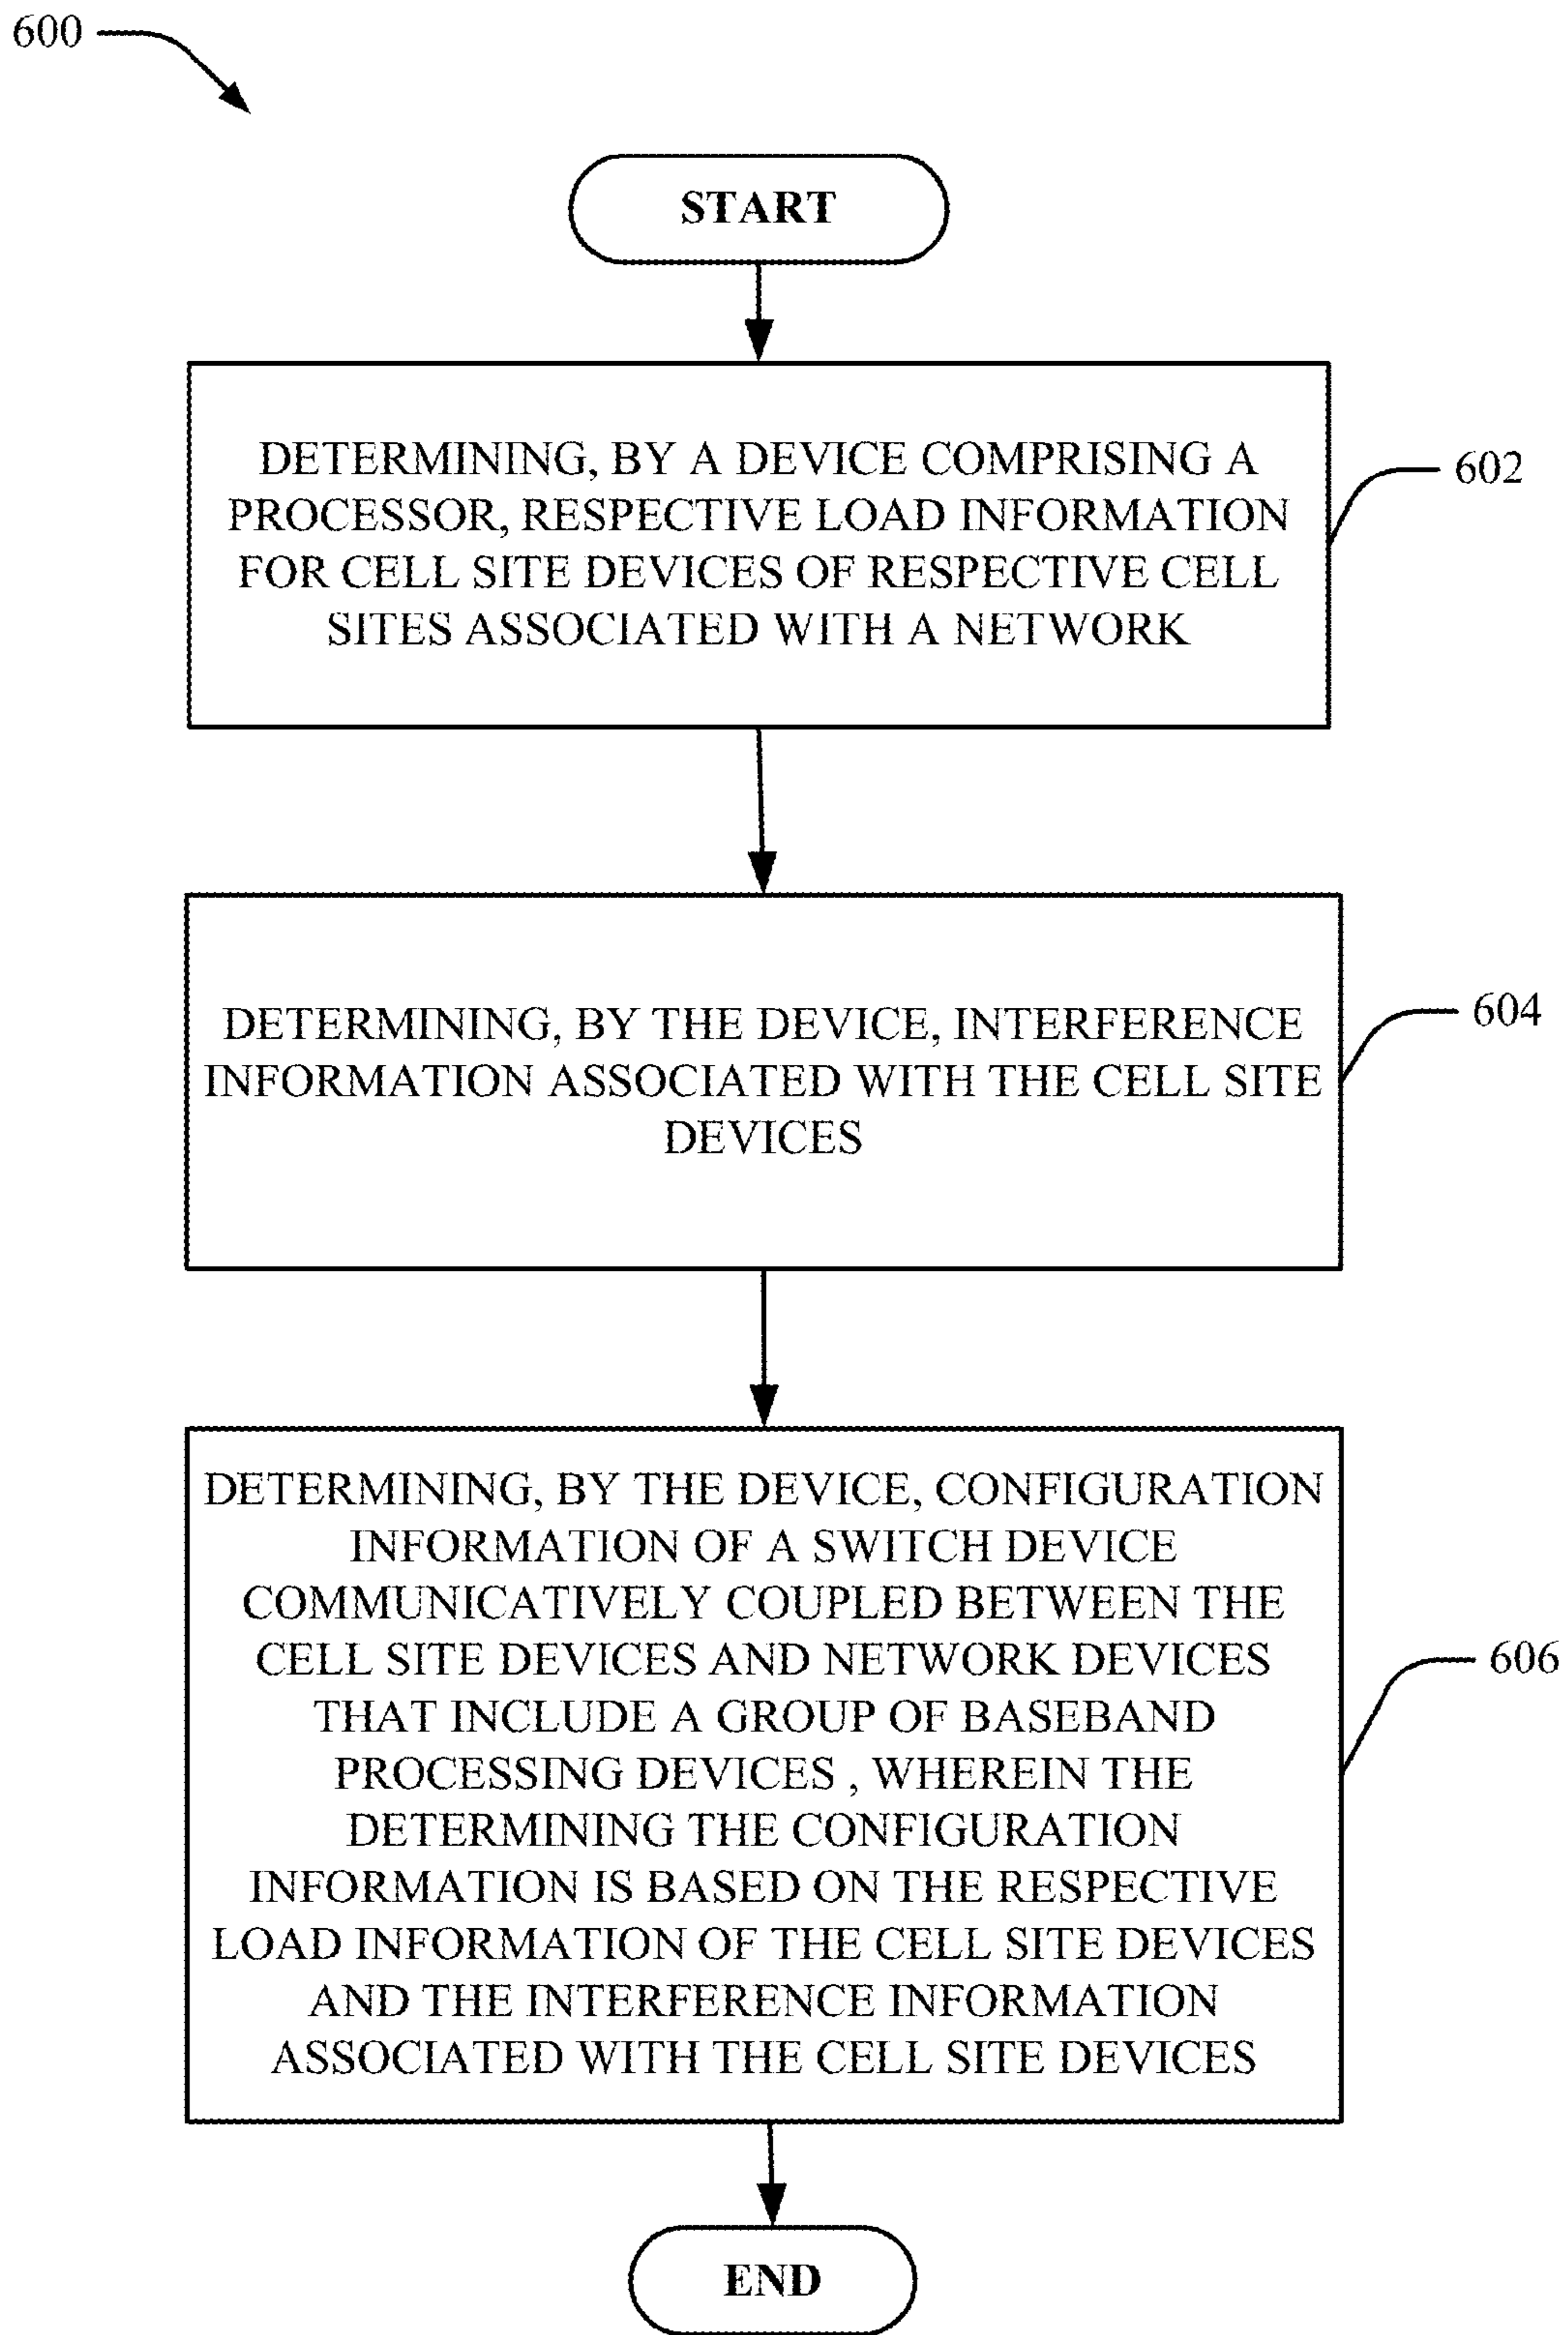 600
START
DETERMINING, BY A DEVICE COMPRISING A
PROCESSOR, RESPECTIVE LOAD INFORMATION
FOR CELL SITE DEVICES OF RESPECTIVE CELL
SITES ASSOCIATED WITH A NETWORK
602
DETERMINING, BY THE DEVICE, INTERFERENCE
INFORMATION ASSOCIATED WITH THE CELL SITE
DEVICES
604
DETERMINING, BY THE DEVICE, CONFIGURATION
INFORMATION OF A SWITCH DEVICE
COMMUNICATIVELY COUPLED BETWEEN THE
CELL SITE DEVICES AND NETWORK DEVICES
THAT INCLUDE A GROUP OF BASEBAND
PROCESSING DEVICES , WHEREIN THE
DETERMINING THE CONFIGURATION
INFORMATION IS BASED ON THE RESPECTIVE
LOAD INFORMATION OF THE CELL SITE DEVICES
AND THE INTERFERENCE INFORMATION
ASSOCIATED WITH THE CELL SITE DEVICES
606
END